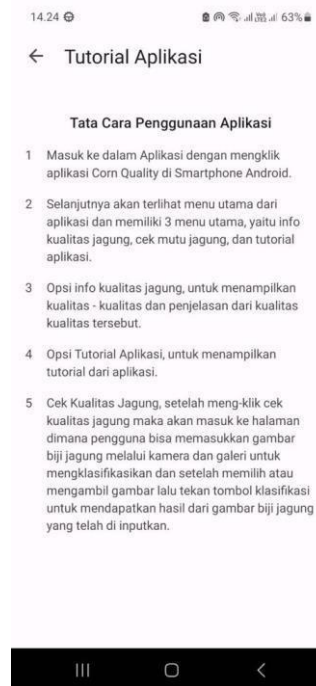 14.24 63%
Tutorial Aplikasi
Tata Cara Penggunaan Aplikasi
1 Masuk ke dalam Aplikasi dengan mengklik
aplikasi Corn Quality di Smartphone Android.
2 Selanjutnya akan terlihat menu utama dari
aplikasi dan memiliki 3 menu utama, yaitu info
kualitas jagung, cek mutu jagung, dan tutorial
aplikasi.
3 Opsi info kualitas jagung, untuk menampilkan
kualitas - kualitas dan penjelasan dari kualitas
kualitas tersebut.
4 Opsi Tutorial Aplikasi, untuk menampilkan
tutorial dari aplikasi.
5 Cek Kualitas Jagung, setelah meng-klik cek
kualitas jagung maka akan masuk ke halaman
dimana pengguna bisa memasukkan gambar
biji jagung melalui kamera dan galeri untuk
mengklasifikasikan dan setelah memilih atau
mengambil gambar lalu tekan tombol klasifikasi
untuk mendapatkan hasil dari gambar biji jagung
yang telah di inputkan.